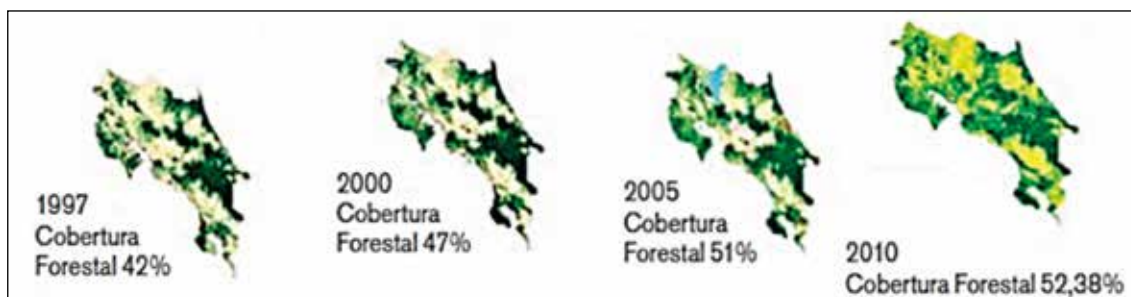 1997
Cobertura
Forestal 42%
2000
Cobertura
Forestal 47%
2005
Cobertura
Forestal 51%
2010
Cobertura Forestal 52,38%